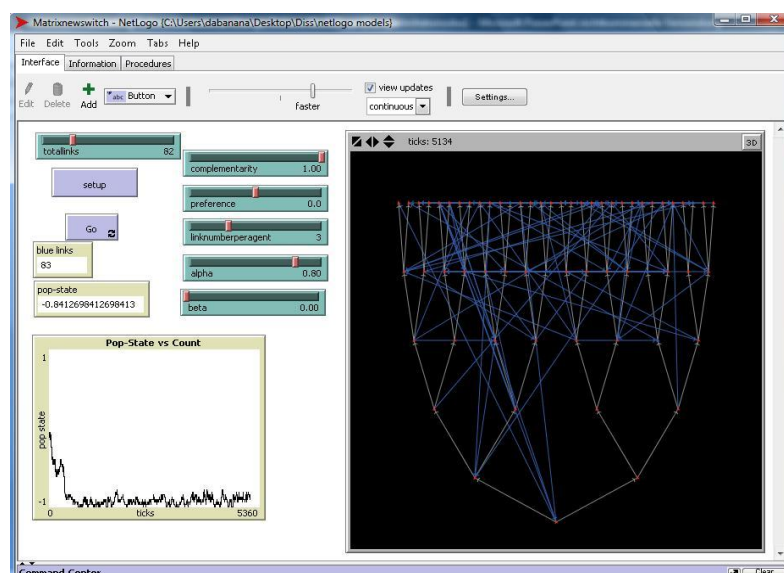 Matrixnewswitch - NetLogo {C:\Users\dabanana\Desktop\Diss\netlogo models}
File Edit Tools Zoom Tabs Help
Interface Information Procedures
Edit Delete Add abc Button faster view updates continuous Settings...
totallinks 82
setup
Go
blue links
83
pop-state
-0.8412698412698413
complementarity 1.00
preference 0.0
linknumberperagent 3
alpha 0.80
beta 0.00
Pop-State vs Count
1
pop state
-1
0 ticks 5360
ticks: 5134 3D
Command Center Clear